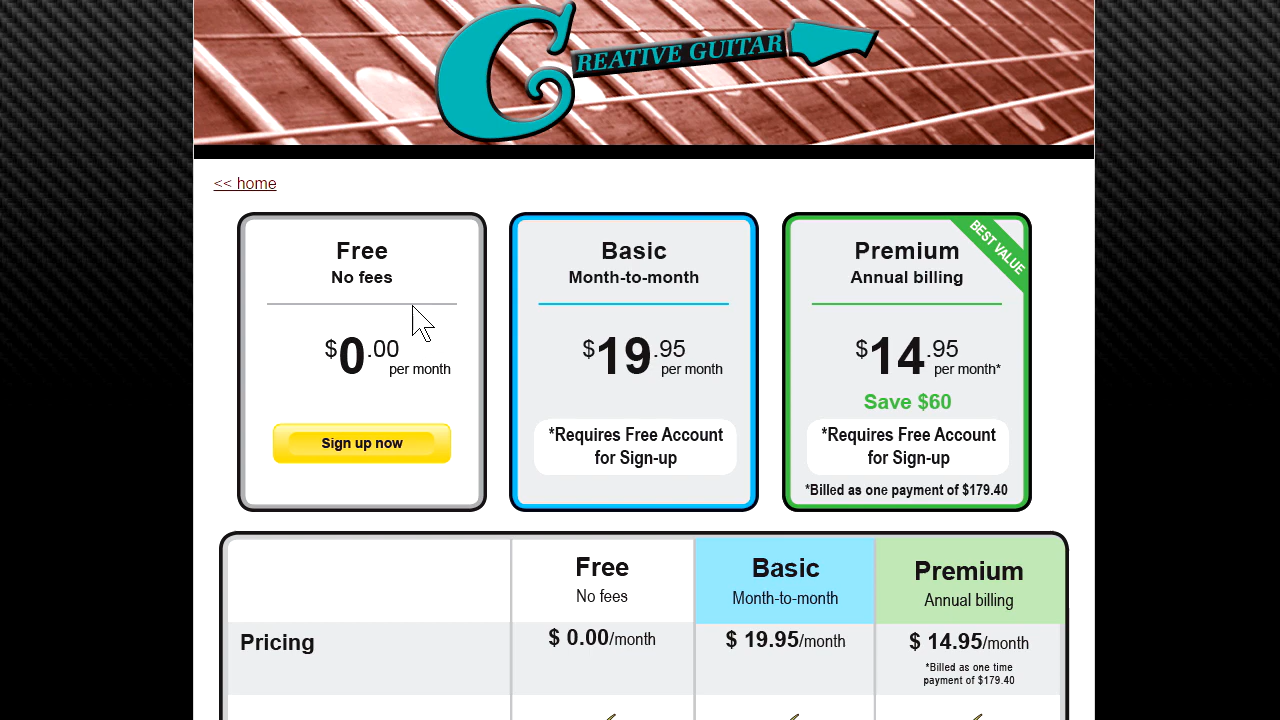 CREATIVE GUITAR
<< home
Free
No fees
$0.00
per month
Sign up now
Basic
Month-to-month
$19.95
per month
*Requires Free Account
for Sign-up
BEST VALUE
Premium
Annual billing
$14.95
per month*
Save $60
*Requires Free Account
for Sign-up
*Billed as one payment of $179.40
Free
No fees
Basic
Month-to-month
Premium
Annual billing
Pricing
$ 0.00/month
$ 19.95/month
$ 14.95/month
*Billed as one time
payment of $179.40